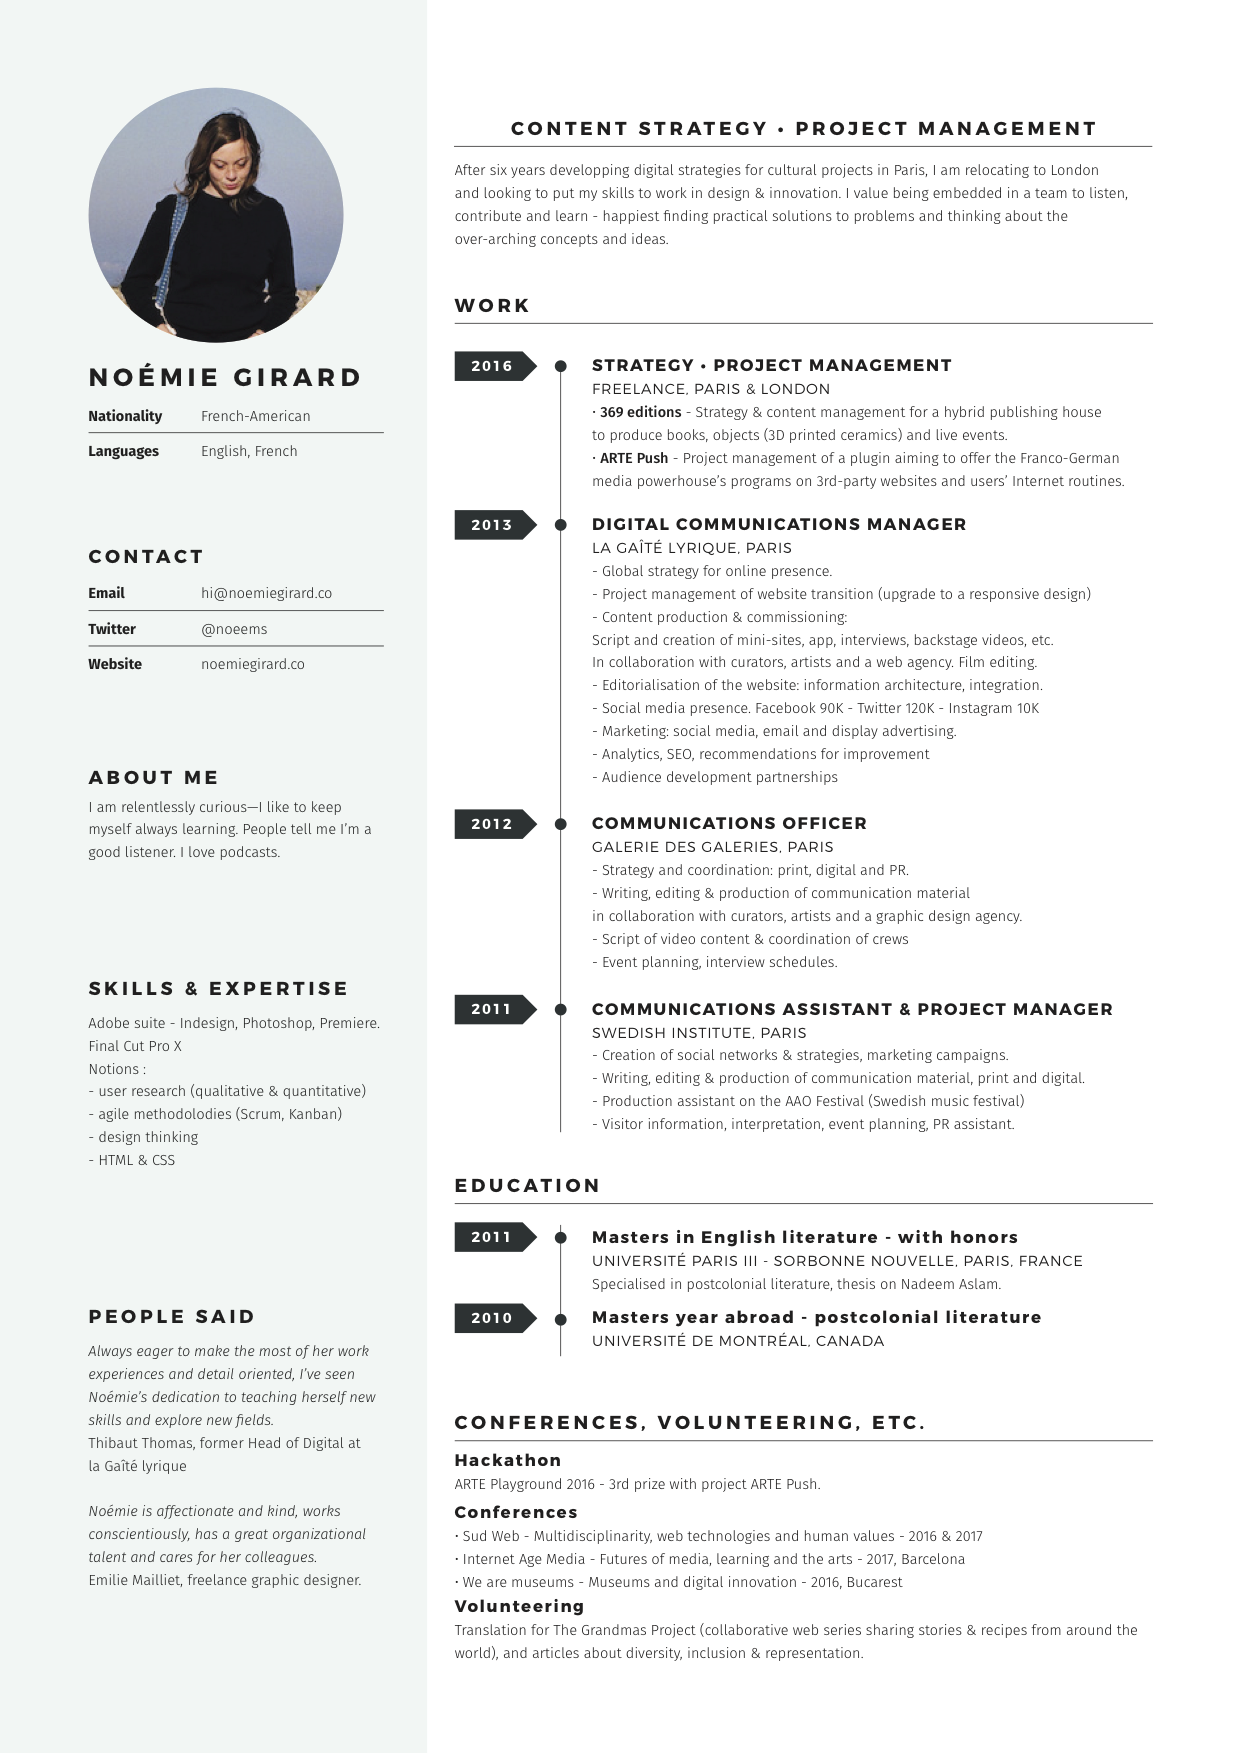 NOÉMIE GIRARD
Nationality French-American
Languages English, French
CONTACT
Email hi@noemiegirard.co
Twitter @noeems
Website noemiegirard.co
ABOUT ME
I am relentlessly curious—I like to keep
myself always learning. People tell me I’m a
good listener. I love podcasts.
SKILLS & EXPERTISE
Adobe suite - Indesign, Photoshop, Premiere.
Final Cut Pro X
Notions :
- user research (qualitative & quantitative)
- agile methodolodies (Scrum, Kanban)
- design thinking
- HTML & CSS
PEOPLE SAID
Always eager to make the most of her work
experiences and detail oriented, I’ve seen
Noémie’s dedication to teaching herself new
skills and explore new fields.
Thibaut Thomas, former Head of Digital at
la Gaîté lyrique
Noémie is affectionate and kind, works
conscientiously, has a great organizational
talent and cares for her colleagues.
Emilie Mailliet, freelance graphic designer.
CONTENT STRATEGY • PROJECT MANAGEMENT
After six years developping digital strategies for cultural projects in Paris, I am relocating to London
and looking to put my skills to work in design & innovation. I value being embedded in a team to listen,
contribute and learn - happiest finding practical solutions to problems and thinking about the
over-arching concepts and ideas.
WORK
2016 STRATEGY • PROJECT MANAGEMENT
FREELANCE, PARIS & LONDON
· 369 editions - Strategy & content management for a hybrid publishing house
to produce books, objects (3D printed ceramics) and live events.
· ARTE Push - Project management of a plugin aiming to offer the Franco-German
media powerhouse’s programs on 3rd-party websites and users’ Internet routines.
2013 DIGITAL COMMUNICATIONS MANAGER
LA GAÎTÉ LYRIQUE, PARIS
- Global strategy for online presence.
- Project management of website transition (upgrade to a responsive design)
- Content production & commissioning:
Script and creation of mini-sites, app, interviews, backstage videos, etc.
In collaboration with curators, artists and a web agency. Film editing.
- Editorialisation of the website: information architecture, integration.
- Social media presence. Facebook 90K - Twitter 120K - Instagram 10K
- Marketing: social media, email and display advertising.
- Analytics, SEO, recommendations for improvement
- Audience development partnerships
2012 COMMUNICATIONS OFFICER
GALERIE DES GALERIES, PARIS
- Strategy and coordination: print, digital and PR.
- Writing, editing & production of communication material
in collaboration with curators, artists and a graphic design agency.
- Script of video content & coordination of crews
- Event planning, interview schedules.
2011 COMMUNICATIONS ASSISTANT & PROJECT MANAGER
SWEDISH INSTITUTE, PARIS
- Creation of social networks & strategies, marketing campaigns.
- Writing, editing & production of communication material, print and digital.
- Production assistant on the AAO Festival (Swedish music festival)
- Visitor information, interpretation, event planning, PR assistant.
EDUCATION
2011 Masters in English literature - with honors
UNIVERSITÉ PARIS III - SORBONNE NOUVELLE, PARIS, FRANCE
Specialised in postcolonial literature, thesis on Nadeem Aslam.
2010 Masters year abroad - postcolonial literature
UNIVERSITÉ DE MONTRÉAL, CANADA
CONFERENCES, VOLUNTEERING, ETC.
Hackathon
ARTE Playground 2016 - 3rd prize with project ARTE Push.
Conferences
· Sud Web - Multidisciplinarity, web technologies and human values - 2016 & 2017
· Internet Age Media - Futures of media, learning and the arts - 2017, Barcelona
· We are museums - Museums and digital innovation - 2016, Bucarest
Volunteering
Translation for The Grandmas Project (collaborative web series sharing stories & recipes from around the
world), and articles about diversity, inclusion & representation.